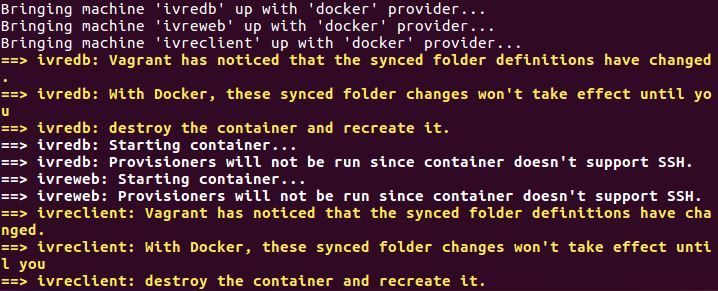 Bringing machine 'ivredb' up with 'docker' provider...
Bringing machine 'ivreweb' up with 'docker' provider...
Bringing machine 'ivreclient' up with 'docker' provider...
==> ivredb: Vagrant has noticed that the synced folder definitions have changed
.
==> ivredb: With Docker, these synced folder changes won't take effect until yo
u
==> ivredb: destroy the container and recreate it.
==> ivredb: Starting container...
==> ivredb: Provisioners will not be run since container doesn't support SSH.
==> ivreweb: Starting container...
==> ivreweb: Provisioners will not be run since container doesn't support SSH.
==> ivreclient: Vagrant has noticed that the synced folder definitions have cha
nged.
==> ivreclient: With Docker, these synced folder changes won't take effect unti
l you
==> ivreclient: destroy the container and recreate it.